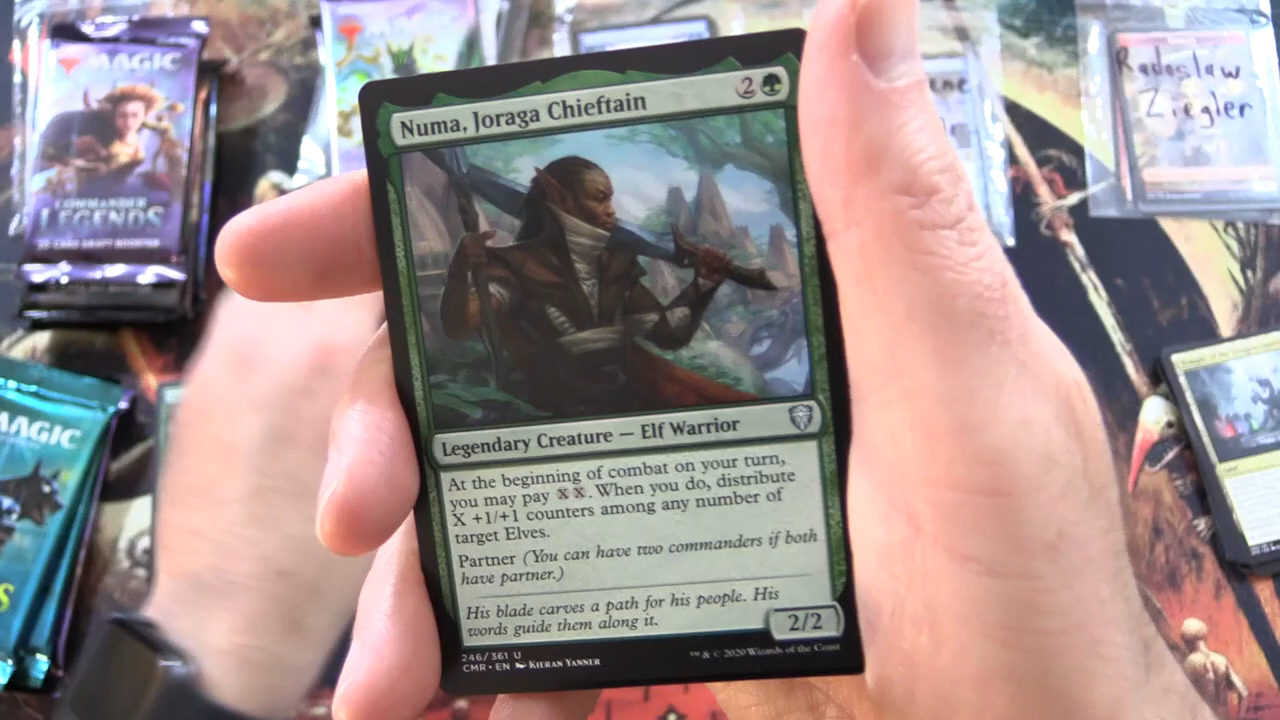 MAGIC
COMMANDER
LEGENDS
MAGIC
Radoslaw
Ziegler
Numa, Joraga Chieftain
2
Legendary Creature — Elf Warrior
At the beginning of combat on your turn,
you may pay X X. When you do, distribute
X +1/+1 counters among any number of
target Elves.
Partner (You can have two commanders if both
have partner.)
His blade carves a path for his people. His
words guide them along it.
2/2
246/361 U
CMR • EN KIERAN YANNER
™ & © 2020 Wizards of the Coast